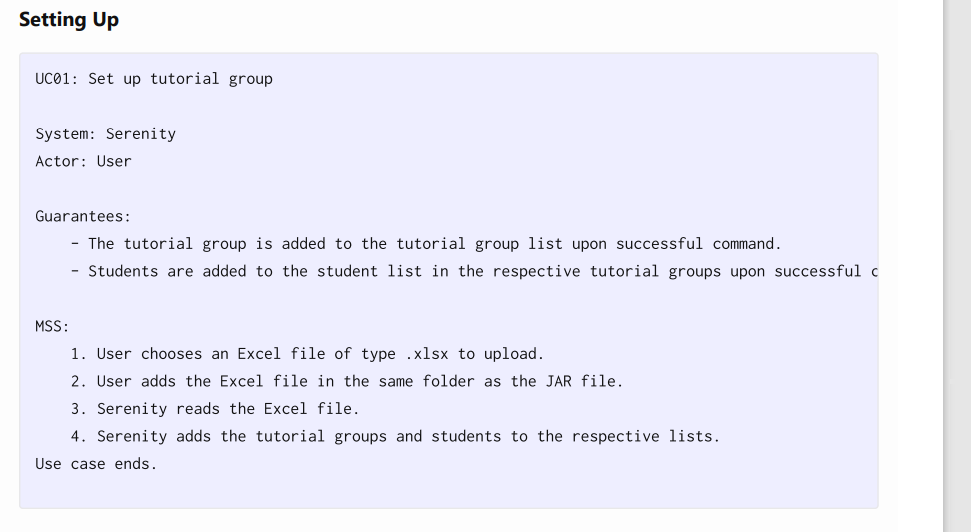 Setting Up
UC01: Set up tutorial group
System: Serenity
Actor: User
Guarantees:
- The tutorial group is added to the tutorial group list upon successful command.
- Students are added to the student list in the respective tutorial groups upon successful
MSS:
1. User chooses an Excel file of type .xlsx to upload.
2. User adds the Excel file in the same folder as the JAR file.
3. Serenity reads the Excel file.
4. Serenity adds the tutorial groups and students to the respective lists.
Use case ends.